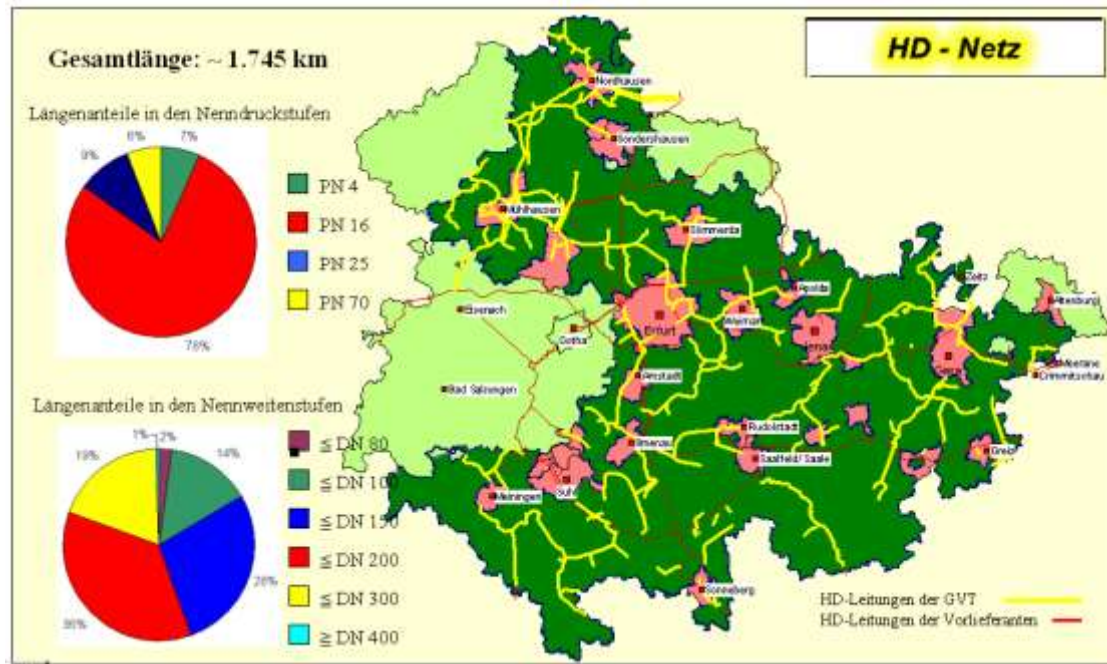 HD - Netz
Gesamtlänge: ~ 1.745 km
Längenanteile in den Nenndruckstufen
6%
7%
9%
78%
PN 4
PN 16
PN 25
PN 70
Längenanteile in den Nennweitenstufen
1%
2%
14%
19%
≦ DN 80
≦ DN 100
≦ DN 150
≦ DN 200
≦ DN 300
≧ DN 400
Nordhausen
Sondershausen
Mühlhausen
Sömmerda
Zeitz
Apolda
Altenburg
Eisenach
Gotha
Erfurt
Weimar
Jena
Gera
Meerane
Crimmitschau
Arnstadt
Bad Salzungen
Rudolstadt
Ilmenau
Saalfeld/ Saale
Greiz
Suhl
Meiningen
Sonneberg
HD-Leitungen der GVT
HD-Leitungen der Vorlieferanten